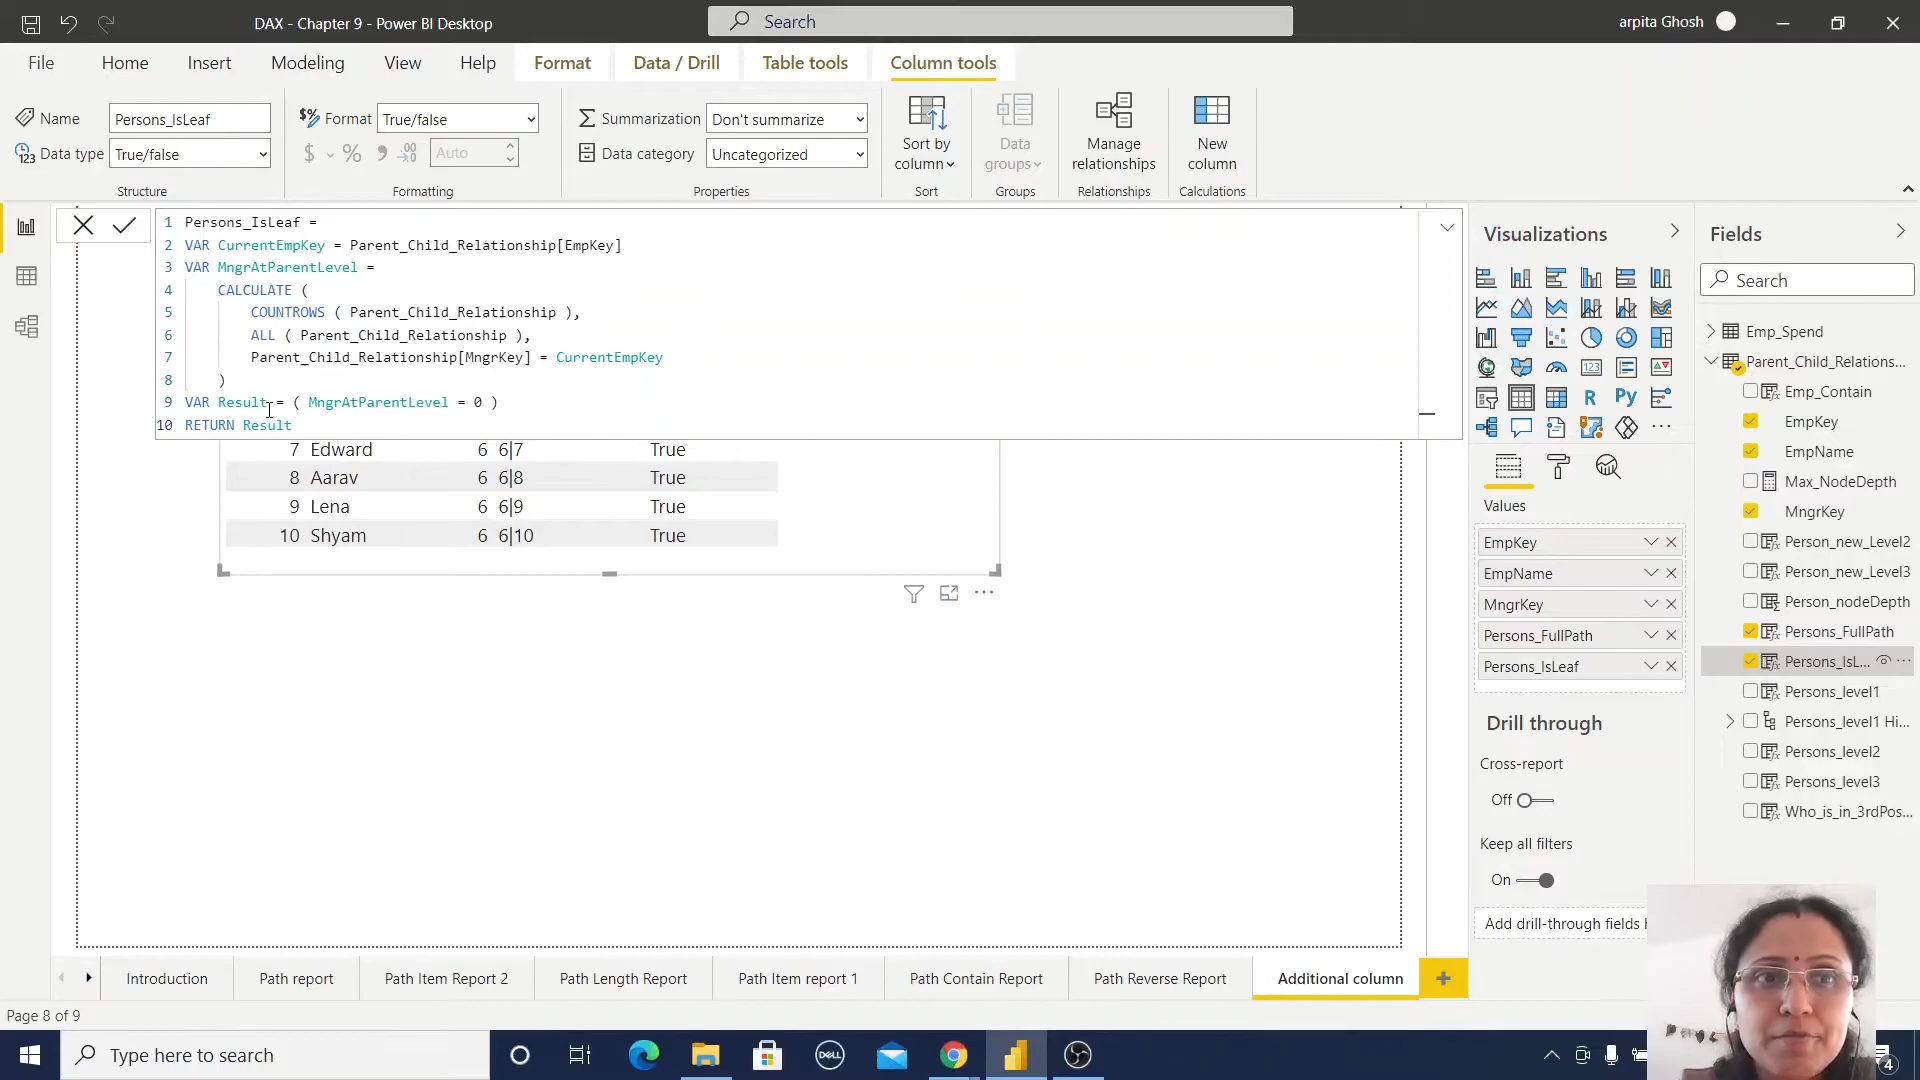 DAX - Chapter 9 - Power BI Desktop
Search
arpita Ghosh
File
Home
Insert
Modeling
View
Help
Format
Data / Drill
Table tools
Column tools
Name
Persons_IsLeaf
Data type
True/false
Structure
Format
True/false
$
%
Auto
Formatting
Summarization
Don't summarize
Data category
Uncategorized
Properties
Sort by
column
Sort
Data
groups
Groups
Manage
relationships
Relationships
New
column
Calculations
1 Persons_IsLeaf =
2 VAR CurrentEmpKey = Parent_Child_Relationship[EmpKey]
3 VAR MngrAtParentLevel =
4 CALCULATE (
5 COUNTROWS ( Parent_Child_Relationship ),
6 ALL ( Parent_Child_Relationship ),
7 Parent_Child_Relationship[MngrKey] = CurrentEmpKey
8 )
9 VAR Result = ( MngrAtParentLevel = 0 )
10 RETURN Result
7 Edward 6 6|7 True
8 Aarav 6 6|8 True
9 Lena 6 6|9 True
10 Shyam 6 6|10 True
Visualizations
R
Py
Values
EmpKey
EmpName
MngrKey
Persons_FullPath
Persons_IsLeaf
Drill through
Cross-report
Off
Keep all filters
On
Add drill-through fields
Fields
Search
Emp_Spend
Parent_Child_Relations...
Emp_Contain
EmpKey
EmpName
Max_NodeDepth
MngrKey
Person_new_Level2
Person_new_Level3
Person_nodeDepth
Persons_FullPath
Persons_IsL...
Persons_level1
Persons_level1 Hi...
Persons_level2
Persons_level3
Who_is_in_3rdPos...
Introduction
Path report
Path Item Report 2
Path Length Report
Path Item report 1
Path Contain Report
Path Reverse Report
Additional column
Page 8 of 9
Type here to search
DELL
4